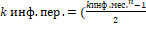 k инф. пер. = (kинф.мес.ⁿ−1/2